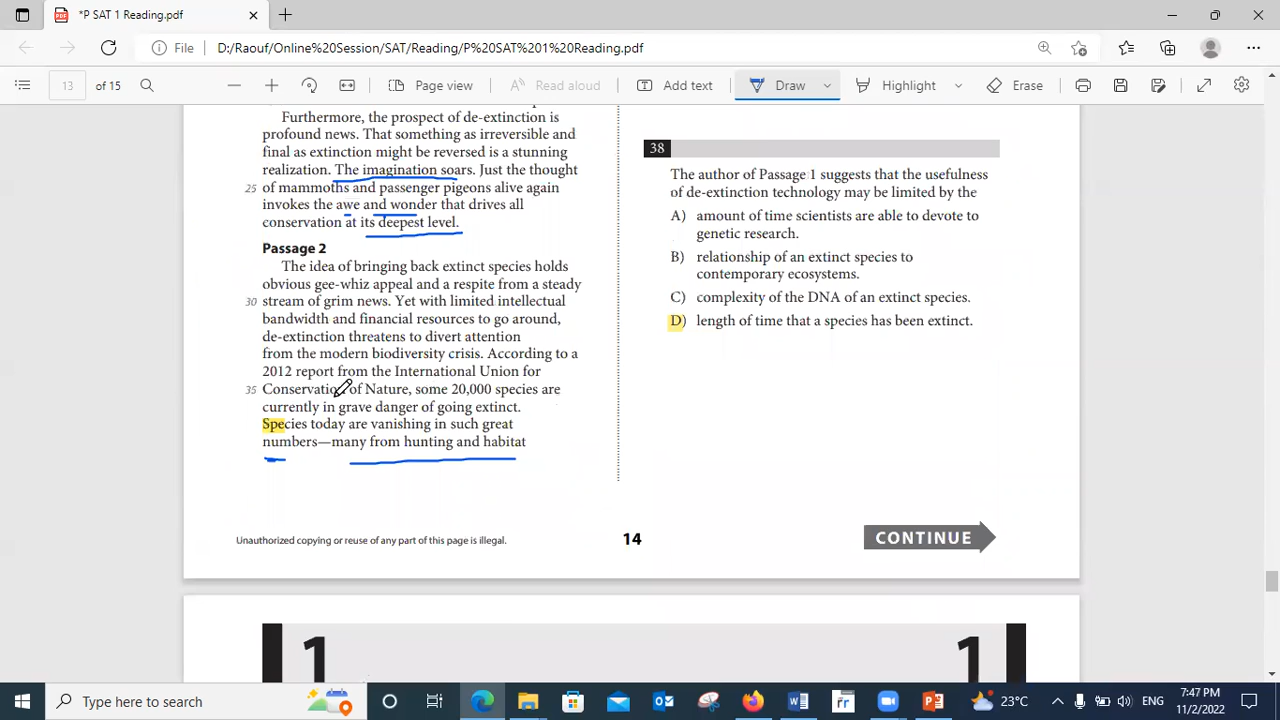 *P SAT 1 Reading.pdf
File
D:/Raouf/Online%20Session/SAT/Reading/P%20SAT%201%20Reading.pdf
13 of 15
Page view
Read aloud
Add text
Draw
Highlight
Erase
Furthermore, the prospect of de-extinction is
profound news. That something as irreversible and
final as extinction might be reversed is a stunning
realization. The imagination soars. Just the thought
25 of mammoths and passenger pigeons alive again
invokes the awe and wonder that drives all
conservation at its deepest level.
Passage 2
The idea of bringing back extinct species holds
obvious gee-whiz appeal and a respite from a steady
30 stream of grim news. Yet with limited intellectual
bandwidth and financial resources to go around,
de-extinction threatens to divert attention
from the modern biodiversity crisis. According to a
2012 report from the International Union for
35 Conservation of Nature, some 20,000 species are
currently in grave danger of going extinct.
Species today are vanishing in such great
numbers—many from hunting and habitat
38
The author of Passage 1 suggests that the usefulness
of de-extinction technology may be limited by the
A) amount of time scientists are able to devote to
genetic research.
B) relationship of an extinct species to
contemporary ecosystems.
C) complexity of the DNA of an extinct species.
D) length of time that a species has been extinct.
Unauthorized copying or reuse of any part of this page is illegal.
14
CONTINUE
1
1
Type here to search
23°C
ENG
7:47 PM
11/2/2022